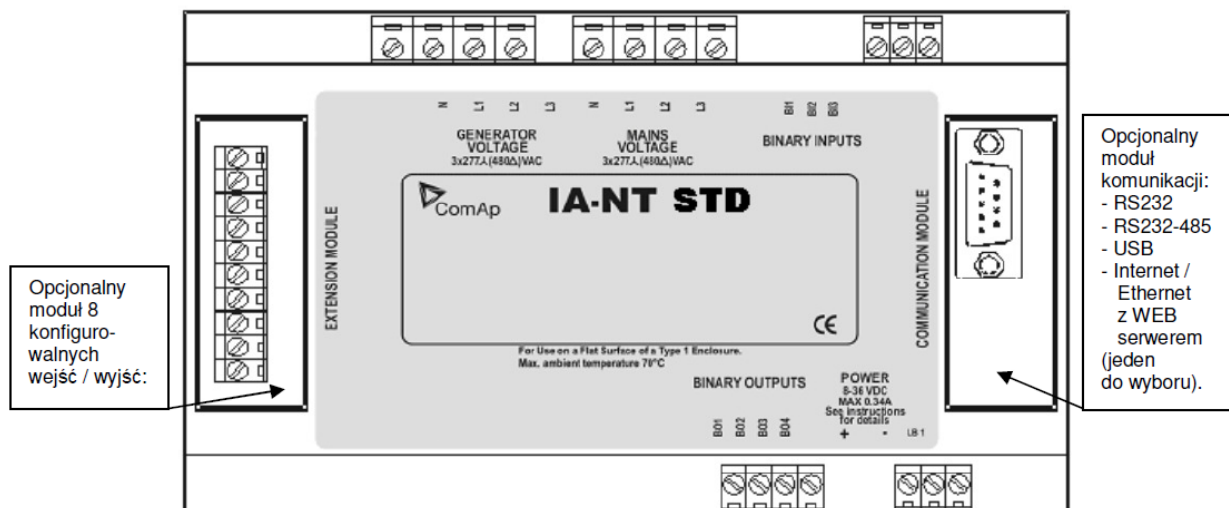 N L1 L2 L3 N L1 L2 L3
BI1 BI2 BI3
GENERATOR
VOLTAGE
3x277⅄(480Δ)VAC
MAINS
VOLTAGE
3x277⅄(480Δ)VAC
BINARY INPUTS
ComAp
IA-NT STD
EXTENSION MODULE
COMMUNICATION MODULE
Opcjonalny
moduł 8
konfiguro-
walnych
wejść / wyjść:
Opcjonalny
moduł
komunikacji:
- RS232
- RS232-485
- USB
- Internet /
Ethernet
z WEB
serwerem
(jeden
do wyboru).
CE
For Use on a Flat Surface of a Type 1 Enclosure.
Max. ambient temperature 70°C
BINARY OUTPUTS
POWER
8-36 VDC
MAX 0.34A
See instructions
for details
BO1 BO2 BO3 BO4
+ - LB 1